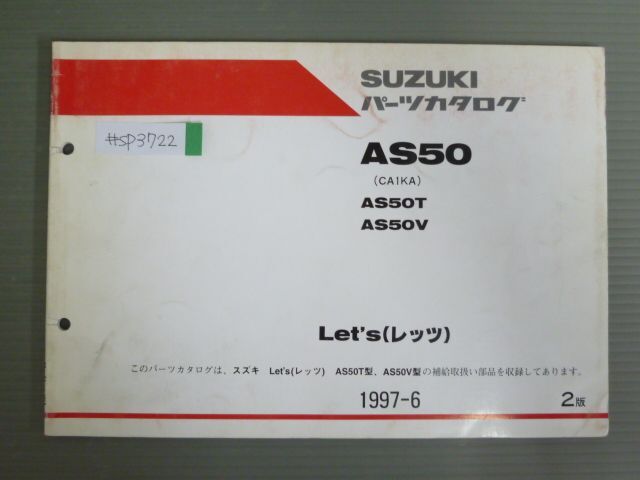 SUZUKI
パーツカタログ
#SP3722
AS50
(CA1KA)
AS50T
AS50V
Let's(レッツ)
このパーツカタログは、スズキ Let's(レッツ) AS50T型、AS50V型の補給取扱い部品を収録してあります。
1997-6 2版